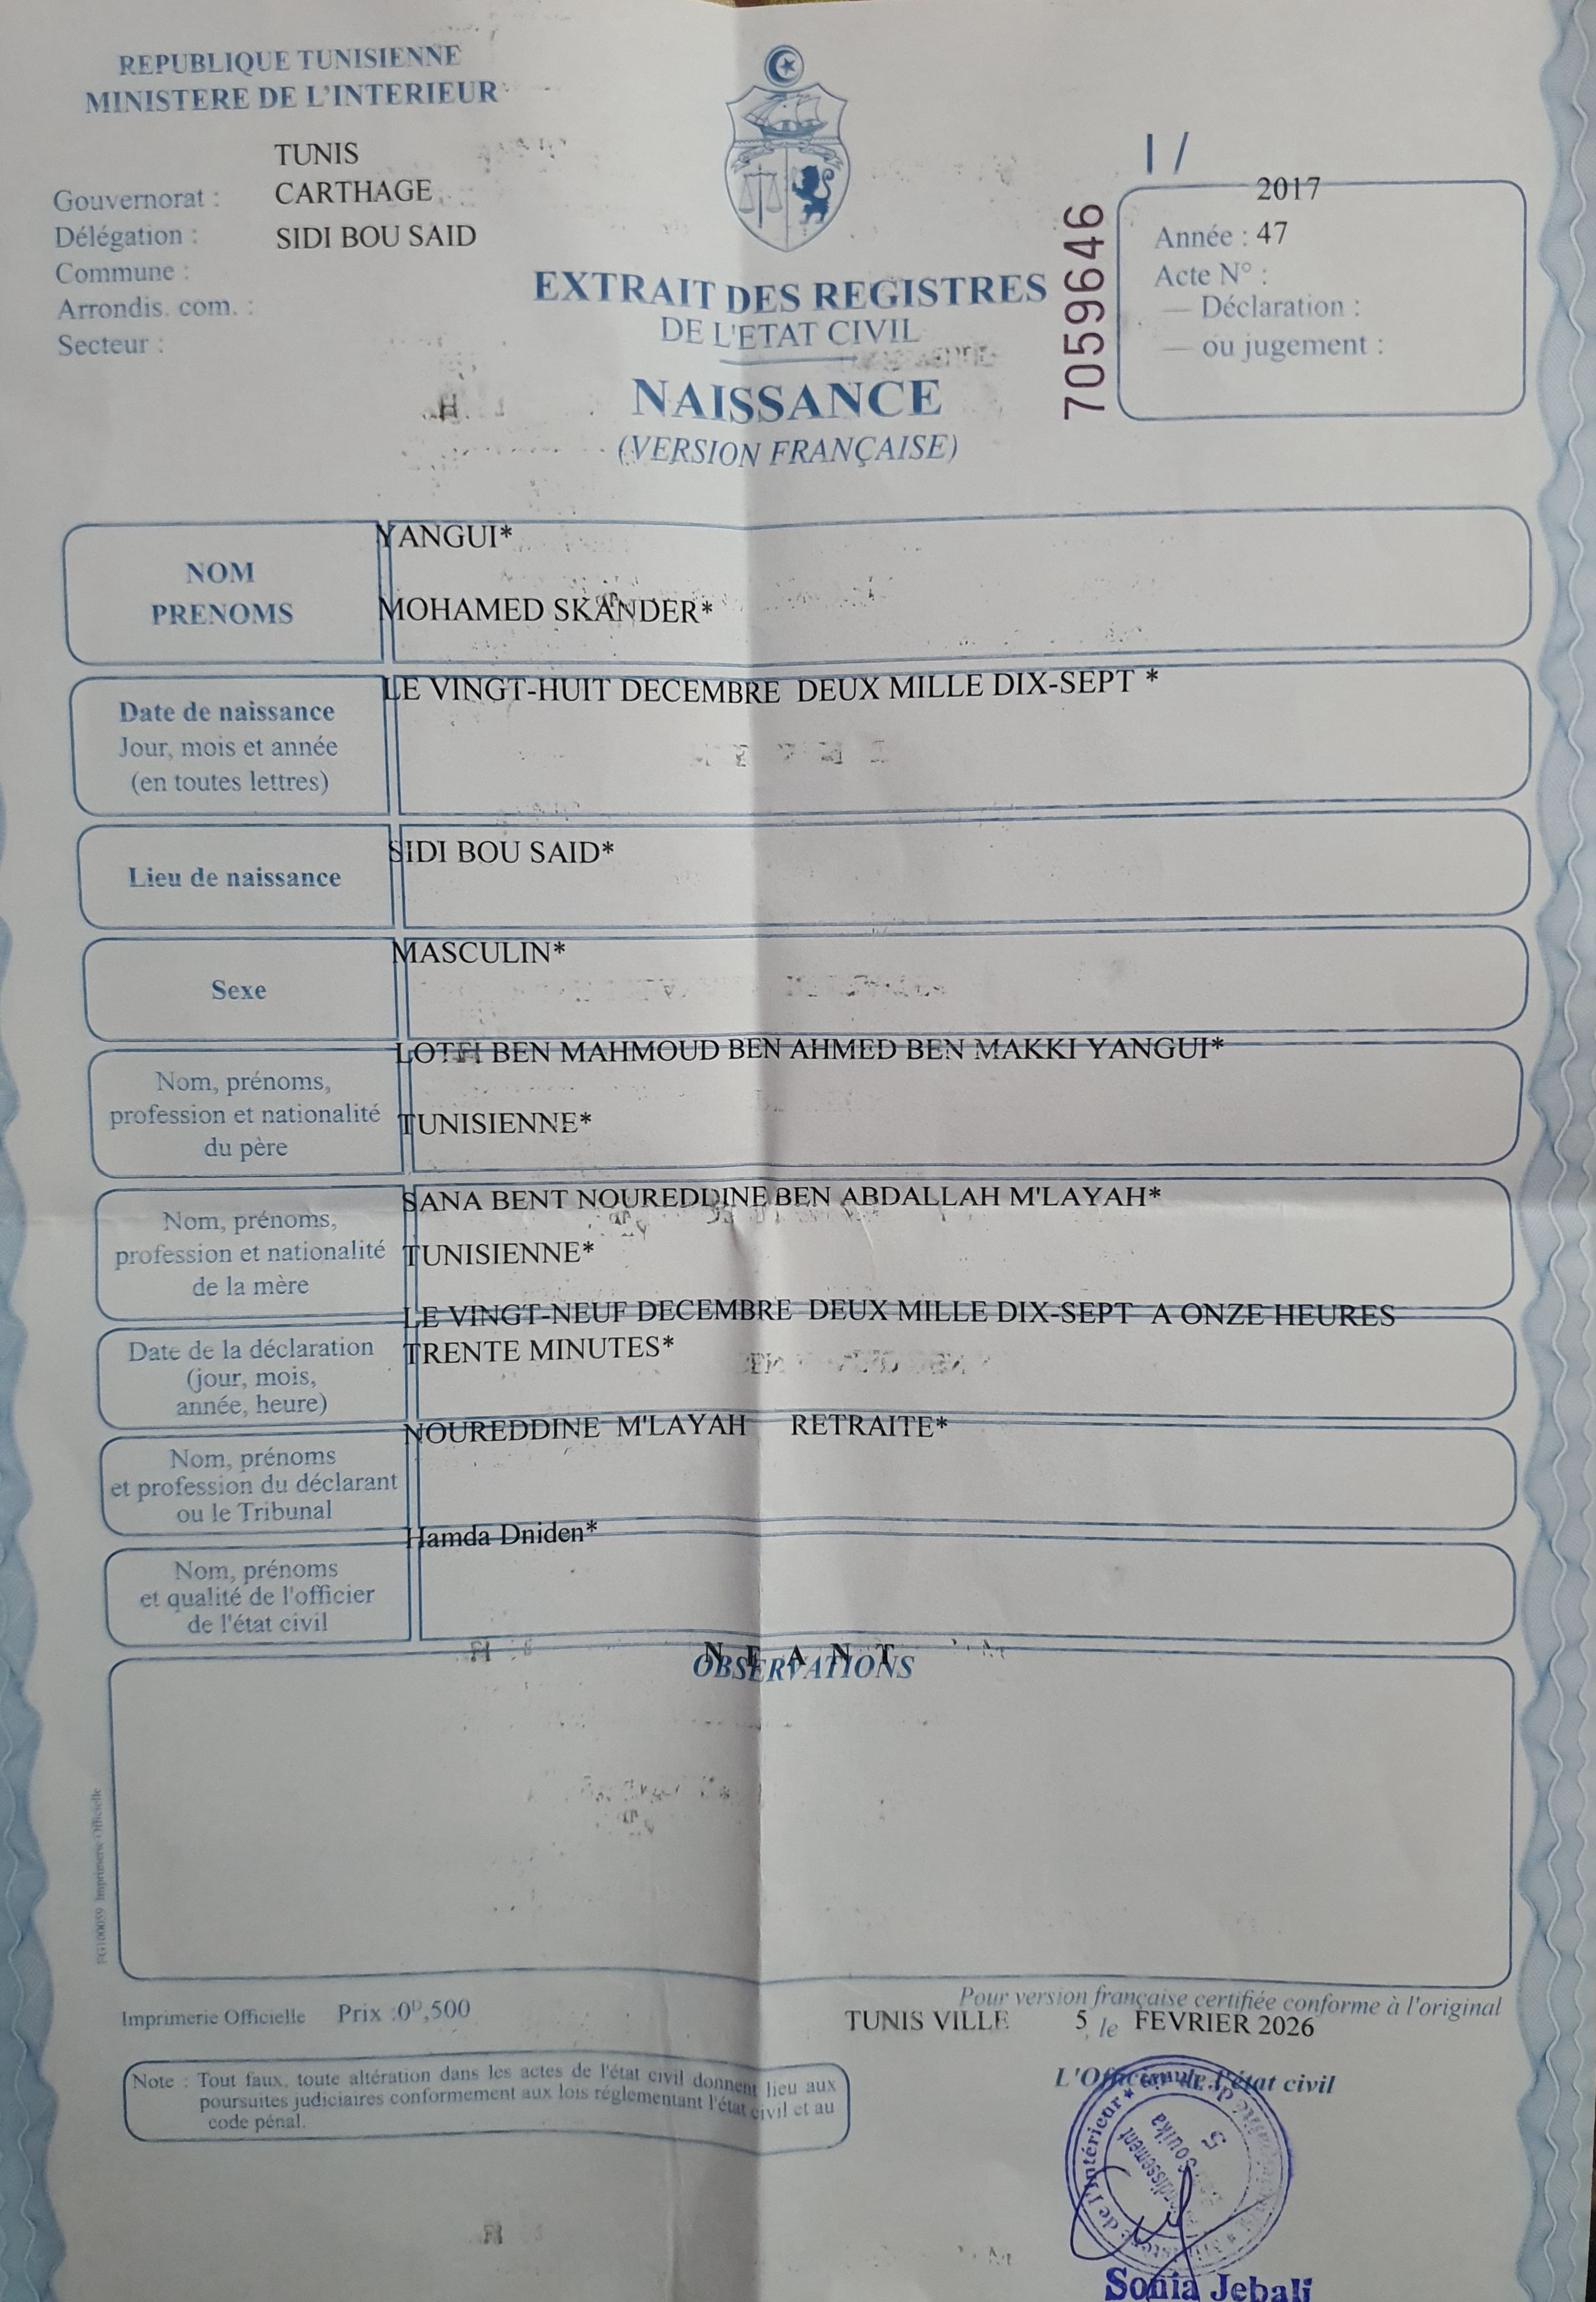 REPUBLIQUE TUNISIENNE
MINISTERE DE L'INTERIEUR
TUNIS
Gouvernorat : CARTHAGE
Délégation : SIDI BOU SAID
Commune :
Arrondis. com. :
Secteur :
EXTRAIT DES REGISTRES
DE L'ETAT CIVIL
NAISSANCE
(VERSION FRANÇAISE)
7059646
1/
2017
Année : 47
Acte N° :
— Déclaration :
— ou jugement :
YANGUI*
NOM
PRENOMS
MOHAMED SKANDER*
LE VINGT-HUIT DECEMBRE DEUX MILLE DIX-SEPT *
Date de naissance
Jour, mois et année
(en toutes lettres)
SIDI BOU SAID*
Lieu de naissance
MASCULIN*
Sexe
LOTFI BEN MAHMOUD BEN AHMED BEN MAKKI YANGUI*
Nom, prénoms,
profession et nationalité
du père
TUNISIENNE*
SANA BENT NOUREDDINE BEN ABDALLAH M'LAYAH*
Nom, prénoms,
profession et nationalité
de la mère
TUNISIENNE*
LE VINGT-NEUF DECEMBRE DEUX MILLE DIX-SEPT A ONZE HEURES
TRENTE MINUTES*
Date de la déclaration
(jour, mois,
année, heure)
NOUREDDINE M'LAYAH RETRAITE*
Nom, prénoms
et profession du déclarant
ou le Tribunal
Hamda Dniden*
Nom, prénoms
et qualité de l'officier
de l'état civil
N E A N T
OBSERVATIONS
Imprimerie Officielle
Imprimerie Officielle Prix :0ᴰ,500
Pour version française certifiée conforme à l'original
TUNIS VILLE 5, le FEVRIER 2026
Note : Tout faux, toute altération dans les actes de l'état civil donnent lieu aux
poursuites judiciaires conformement aux lois réglementant l'état civil et au
code pénal.
L'Officier de l'état civil
Souika
5
Sonia Jebali